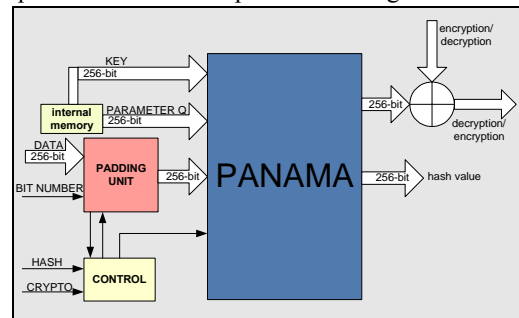 encryption/
decryption
KEY
256-bit
internal
memory
PARAMETER Q
256-bit
256-bit
decryption/
encryption
DATA
256-bit
PADDING
UNIT
256-bit
PANAMA
256-bit
hash value
BIT NUMBER
HASH
CONTROL
CRYPTO